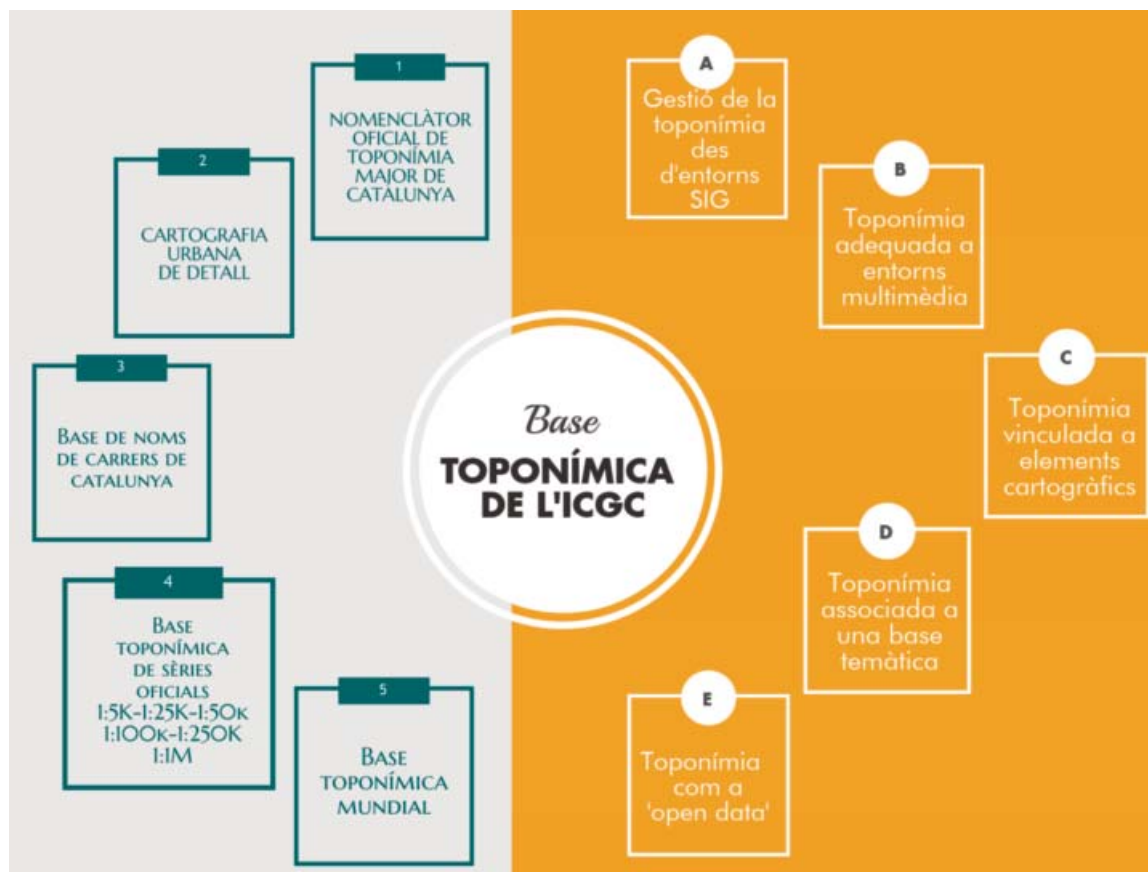 1
NOMENCLÀTOR
OFICIAL DE
TOPONÍMIA
MAJOR DE
CATALUNYA
2
CARTOGRAFIA
URBANA
DE DETALL
3
BASE DE NOMS
DE CARRERS DE
CATALUNYA
4
BASE
TOPONÍMICA
DE SÈRIES
OFICIALS
1:5K-1:25K-1:50K
1:100K-1:250K
1:1M
5
BASE
TOPONÍMICA
MUNDIAL
Base
TOPONÍMICA
DE L'ICGC
A
Gestió de la
toponímia
des
d'entorns
SIG
B
Toponímia
adequada a
entorns
multimèdia
C
Toponímia
vinculada a
elements
cartogràfics
D
Toponímia
associada a
una base
temàtica
E
Toponímia
com a
'open data'